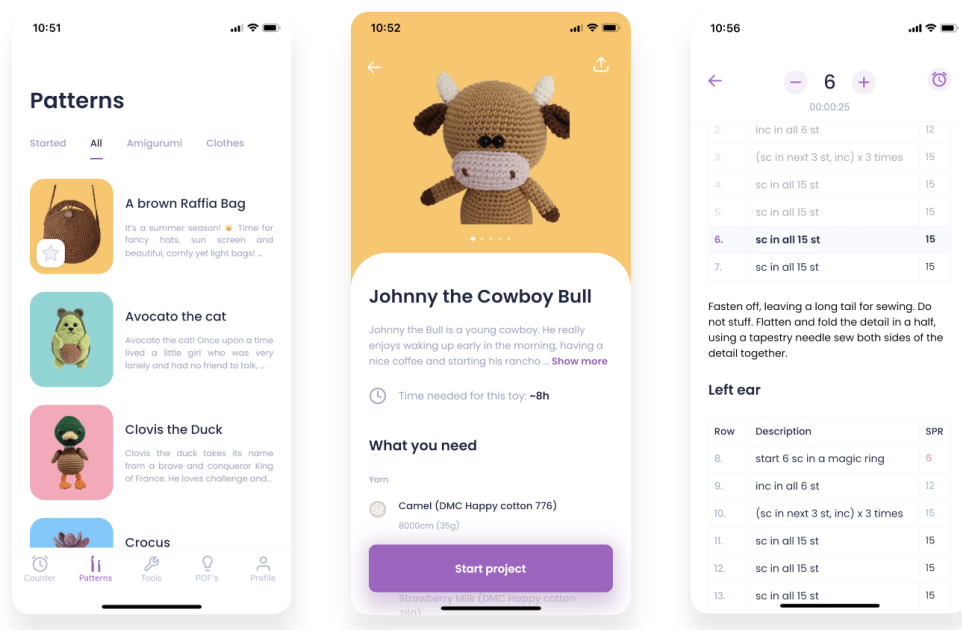 10:51
Patterns
Started All Amigurumi Clothes
A brown Raffia Bag
It's a summer season! 🌞 Time for
fancy hats, sun screen and
beautiful, comfy yet light bags! ...
Avocato the cat
Avocato the cat! Once upon a time
lived a little girl who was very
lonely and had no friend to talk, ...
Clovis the Duck
Clovis the duck takes its name
from a brave and conqueror King
of France. He loves challenge and...
Crocus
Counter Patterns Tools PDF's Profile
10:52
Johnny the Cowboy Bull
Johnny the Bull is a young cowboy. He really
enjoys waking up early in the morning, having a
nice coffee and starting his rancho ... Show more
Time needed for this toy: ~8h
What you need
Yarn
Camel (DMC Happy cotton 776)
8000cm (35g)
Start project
Strawberry Milk (DMC Happy cotton
760)
10:56
6
00:00:25
2. inc in all 6 st 12
3. (sc in next 3 st, inc) x 3 times 15
4. sc in all 15 st 15
5. sc in all 15 st 15
6. sc in all 15 st 15
7. sc in all 15 st 15
Fasten off, leaving a long tail for sewing. Do
not stuff. Flatten and fold the detail in a half,
using a tapestry needle sew both sides of the
detail together.
Left ear
Row Description SPR
8. start 6 sc in a magic ring 6
9. inc in all 6 st 12
10. (sc in next 3 st, inc) x 3 times 15
11. sc in all 15 st 15
12. sc in all 15 st 15
13. sc in all 15 st 15